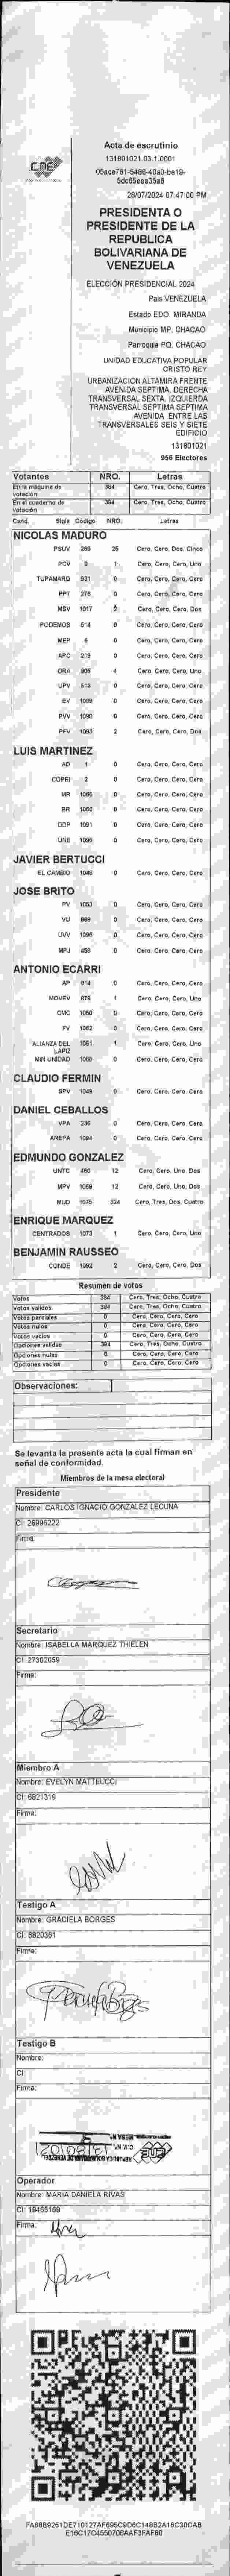 CNE
Acta de escrutinio
131801021.03.1.0001
28/07/2024 07:47:00 PM
PRESIDENTA O
PRESIDENTE DE LA
REPUBLICA
BOLIVARIANA DE
VENEZUELA
ELECCIÓN PRESIDENCIAL 2024
Pais VENEZUELA
Estado EDO. MIRANDA
Municipio MP. CHACAO
Parroquia PQ. CHACAO
UNIDAD EDUCATIVA POPULAR
CRISTO REY
URBANIZACION ALTAMIRA FRENTE
AVENIDA SEPTIMA. DERECHA
TRANSVERSAL SEXTA. IZQUIERDA
TRANSVERSAL SEPTIMA SEPTIMA
AVENIDA ENTRE LAS
TRANSVERSALES SEIS Y SIETE
EDIFICIO
131801021
956 Electores
Votantes NRO. Letras
En la máquina de votación 384 Cero, Tres, Ocho, Cuatro
En el cuaderno de votación 384 Cero, Tres, Ocho, Cuatro
Cand. Sigla Código NRO. Letras
NICOLAS MADURO
PSUV 269 25 Cero, Cero, Dos, Cinco
PCV 9 1 Cero, Cero, Cero, Uno
TUPAMARO 931 0 Cero, Cero, Cero, Cero
PPT 276 0 Cero, Cero, Cero, Cero
MSV 1017 2 Cero, Cero, Cero, Dos
PODEMOS 514 0 Cero, Cero, Cero, Cero
MEP 6 0 Cero, Cero, Cero, Cero
APC 219 0 Cero, Cero, Cero, Cero
ORA 906 1 Cero, Cero, Cero, Uno
UPV 513 0 Cero, Cero, Cero, Cero
EV 1089 0 Cero, Cero, Cero, Cero
PVV 1090 0 Cero, Cero, Cero, Cero
PFV 1093 2 Cero, Cero, Cero, Dos
LUIS MARTINEZ
AD 1 0 Cero, Cero, Cero, Cero
COPEI 2 0 Cero, Cero, Cero, Cero
MR 1065 0 Cero, Cero, Cero, Cero
BR 1066 0 Cero, Cero, Cero, Cero
DDP 1091 0 Cero, Cero, Cero, Cero
UNE 1095 0 Cero, Cero, Cero, Cero
JAVIER BERTUCCI
EL CAMBIO 1048 0 Cero, Cero, Cero, Cero
JOSE BRITO
PV 1053 0 Cero, Cero, Cero, Cero
VU 0 Cero, Cero, Cero, Cero
UVV 1096 0 Cero, Cero, Cero, Cero
MPJ 458 0 Cero, Cero, Cero, Cero
ANTONIO ECARRI
AP 914 0 Cero, Cero, Cero, Cero
MOVEV 878 1 Cero, Cero, Cero, Uno
CMC 1050 0 Cero, Cero, Cero, Cero
FV 1062 0 Cero, Cero, Cero, Cero
ALIANZA DEL LAPIZ 1051 1 Cero, Cero, Cero, Uno
MIN UNIDAD 1069 0 Cero, Cero, Cero, Cero
CLAUDIO FERMIN
SPV 1049 0 Cero, Cero, Cero, Cero
DANIEL CEBALLOS
VPA 236 0 Cero, Cero, Cero, Cero
AREPA 1094 0 Cero, Cero, Cero, Cero
EDMUNDO GONZALEZ
UNTC 460 12 Cero, Cero, Uno, Dos
MPV 1069 12 Cero, Cero, Uno, Dos
MUD 1075 324 Cero, Tres, Dos, Cuatro
ENRIQUE MARQUEZ
CENTRADOS 1073 1 Cero, Cero, Cero, Uno
BENJAMIN RAUSSEO
CONDE 1092 2 Cero, Cero, Cero, Dos
Resumen de votos
Votos 384 Cero, Tres, Ocho, Cuatro
Votos validos 384 Cero, Tres, Ocho, Cuatro
Votos parciales 0 Cero, Cero, Cero, Cero
Votos nulos 0 Cero, Cero, Cero, Cero
Votos vacíos 0 Cero, Cero, Cero, Cero
Opciones validas 384 Cero, Tres, Ocho, Cuatro
Opciones nulas 0 Cero, Cero, Cero, Cero
Opciones vacias 0 Cero, Cero, Cero, Cero
Observaciones:
Se levanta la presente acta la cual firman en
señal de conformidad.
Miembros de la mesa electoral
Presidente
Nombre: CARLOS IGNACIO GONZALEZ LECUNA
CI: 26996222
Firma:
Secretario
Nombre: ISABELLA MARQUEZ THIELEN
CI: 27302059
Firma:
Miembro A
Nombre: EVELYN MATTEUCCI
CI: 6821319
Firma:
Testigo A
Nombre: GRACIELA BORGES
CI: 6820351
Firma:
Testigo B
Nombre:
CI:
Firma:
Operador
Nombre: MARIA DANIELA RIVAS
CI: 19465169
Firma: